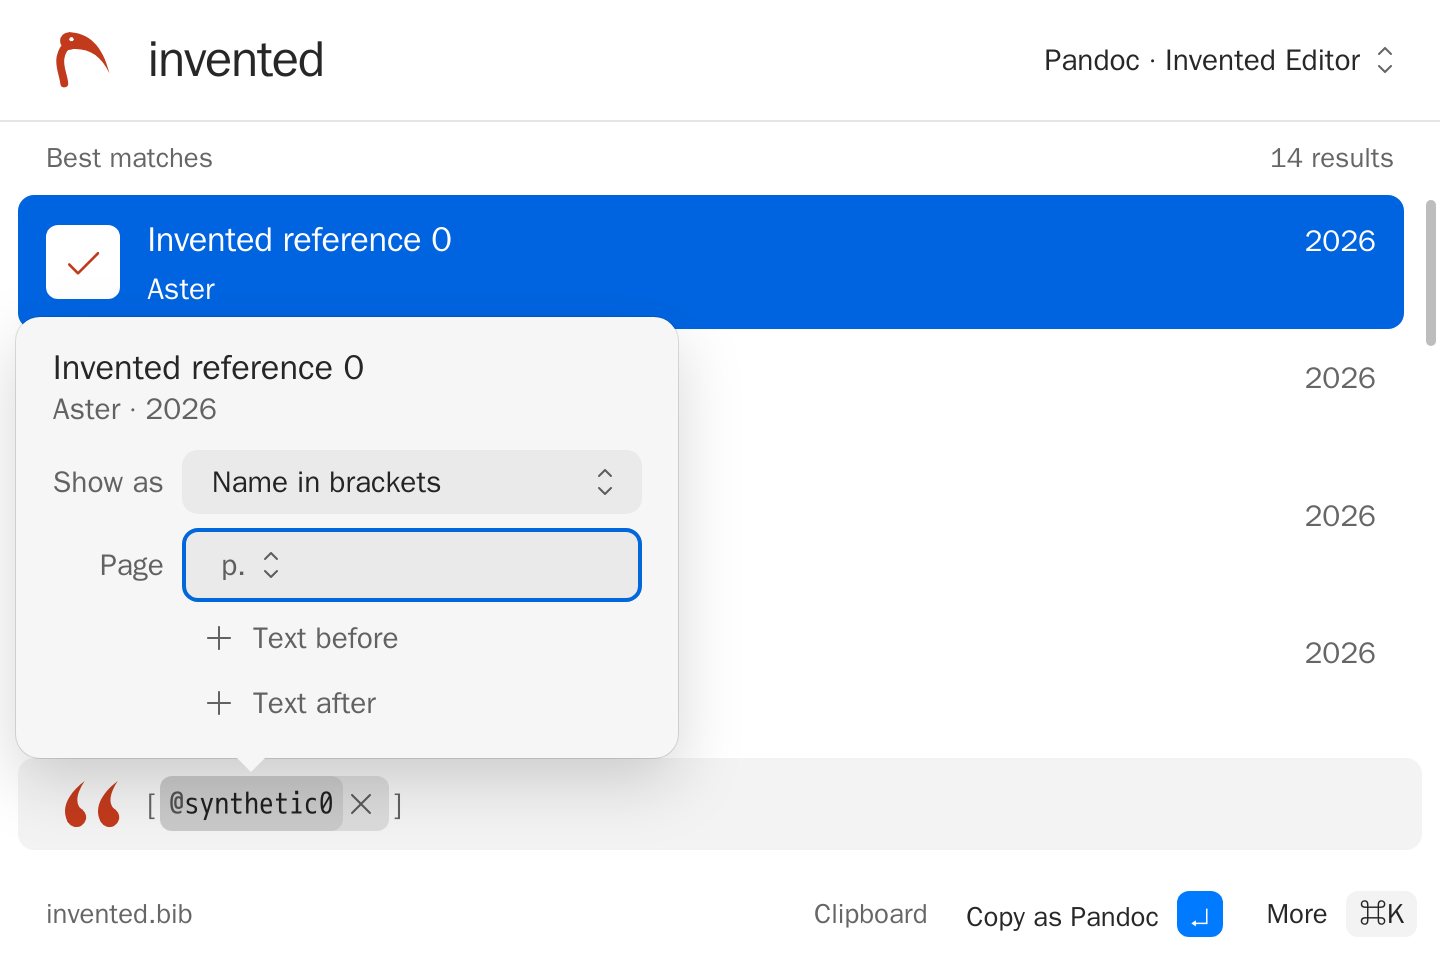 invented
Pandoc · Invented Editor
Best matches
14 results
Invented reference 0
2026
Aster
Invented reference 0
Aster · 2026
2026
Show as
Name in brackets
2026
Page
p.
Text before
2026
Text after
[ @synthetic0 ]
invented.bib
Clipboard
Copy as Pandoc
More
⌘K